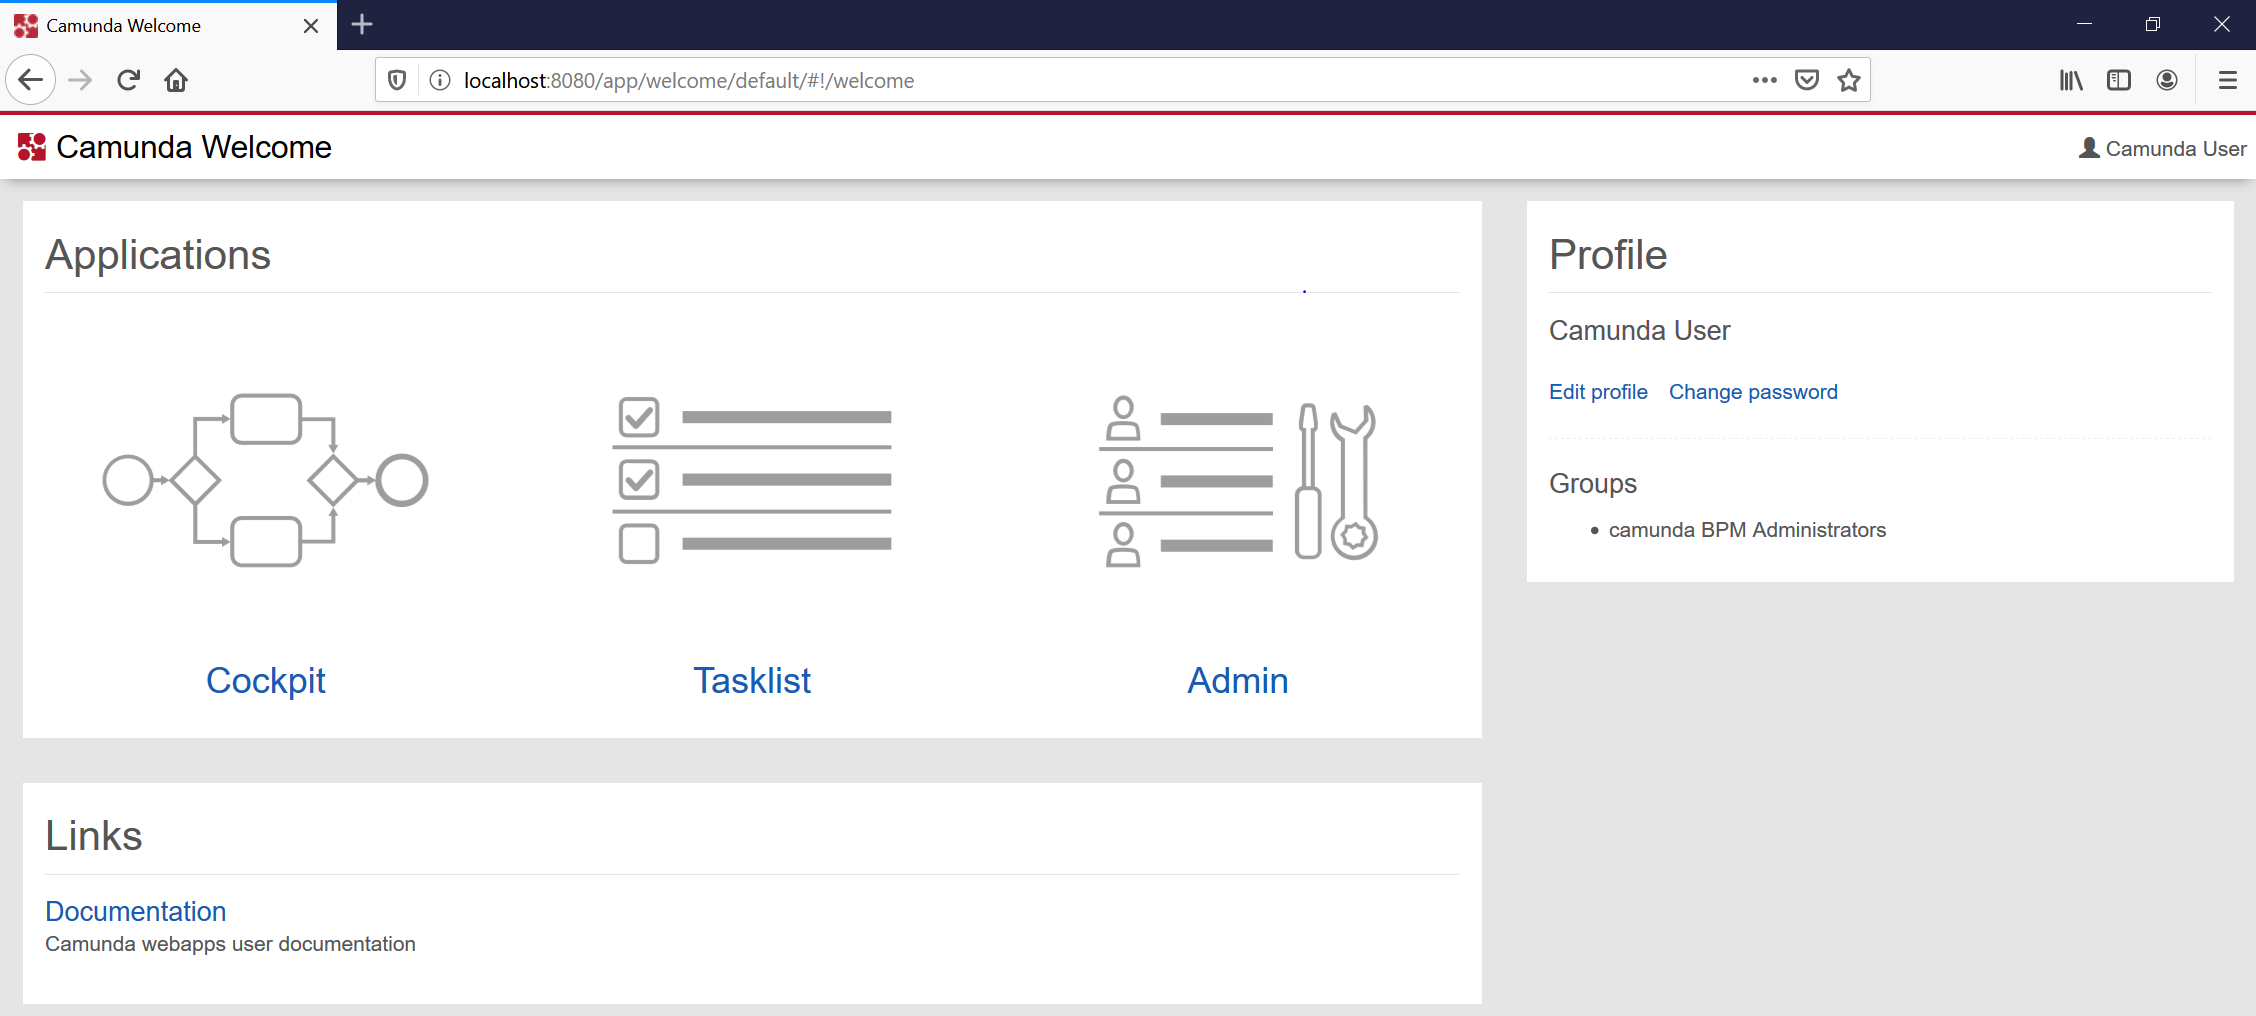 Camunda Welcome
localhost:8080/app/welcome/default/#!/welcome
Camunda Welcome
Camunda User
Applications
Cockpit
Tasklist
Admin
Profile
Camunda User
Edit profile Change password
Groups
• camunda BPM Administrators
Links
Documentation
Camunda webapps user documentation